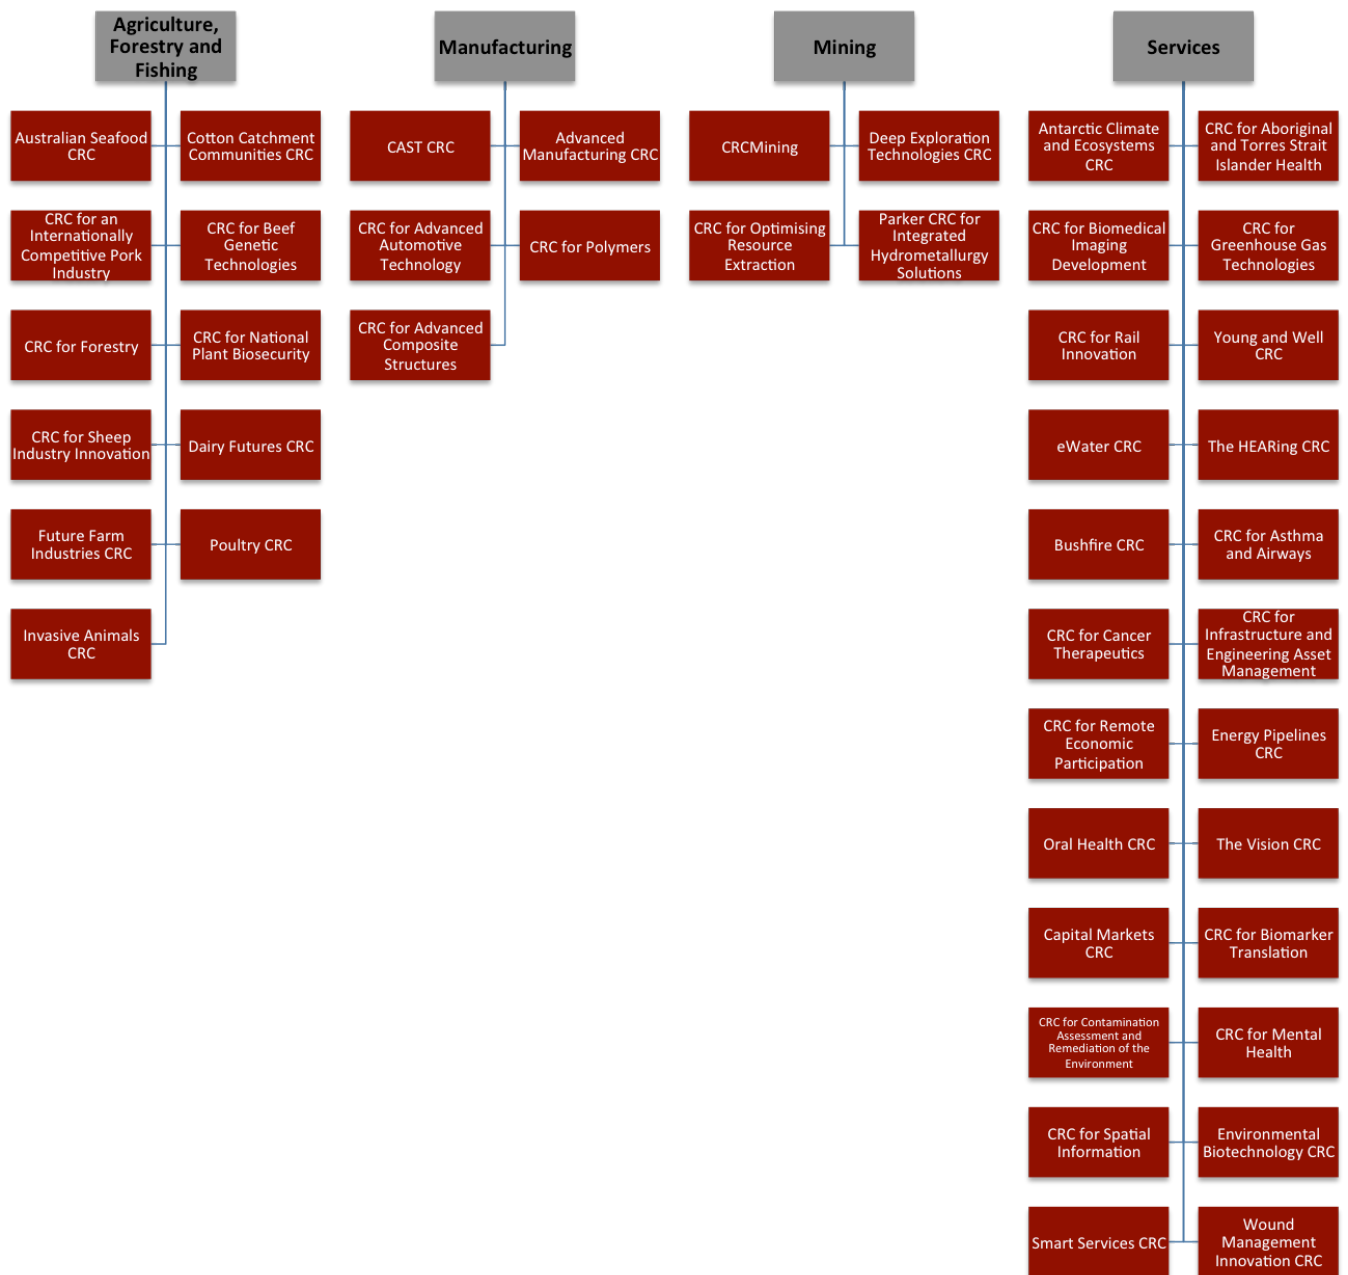 Agriculture,
Forestry and
Fishing
Manufacturing
Mining
Services
Australian Seafood
CRC
Cotton Catchment
Communities CRC
CRC for an
Internationally
Competitive Pork
Industry
CRC for Beef
Genetic
Technologies
CRC for Forestry
CRC for National
Plant Biosecurity
CRC for Sheep
Industry Innovation
Dairy Futures CRC
Future Farm
Industries CRC
Poultry CRC
Invasive Animals
CRC
CAST CRC
Advanced
Manufacturing CRC
CRC for Advanced
Automotive
Technology
CRC for Polymers
CRC for Advanced
Composite
Structures
CRCMining
Deep Exploration
Technologies CRC
CRC for Optimising
Resource
Extraction
Parker CRC for
Integrated
Hydrometallurgy
Solutions
Antarctic Climate
and Ecosystems
CRC
CRC for Aboriginal
and Torres Strait
Islander Health
CRC for Biomedical
Imaging
Development
CRC for
Greenhouse Gas
Technologies
CRC for Rail
Innovation
Young and Well
CRC
eWater CRC
The HEARing CRC
Bushfire CRC
CRC for Asthma
and Airways
CRC for Cancer
Therapeutics
CRC for
Infrastructure and
Engineering Asset
Management
CRC for Remote
Economic
Participation
Energy Pipelines
CRC
Oral Health CRC
The Vision CRC
Capital Markets
CRC
CRC for Biomarker
Translation
CRC for Contamination
Assessment and
Remediation of the
Environment
CRC for Mental
Health
CRC for Spatial
Information
Environmental
Biotechnology CRC
Smart Services CRC
Wound
Management
Innovation CRC